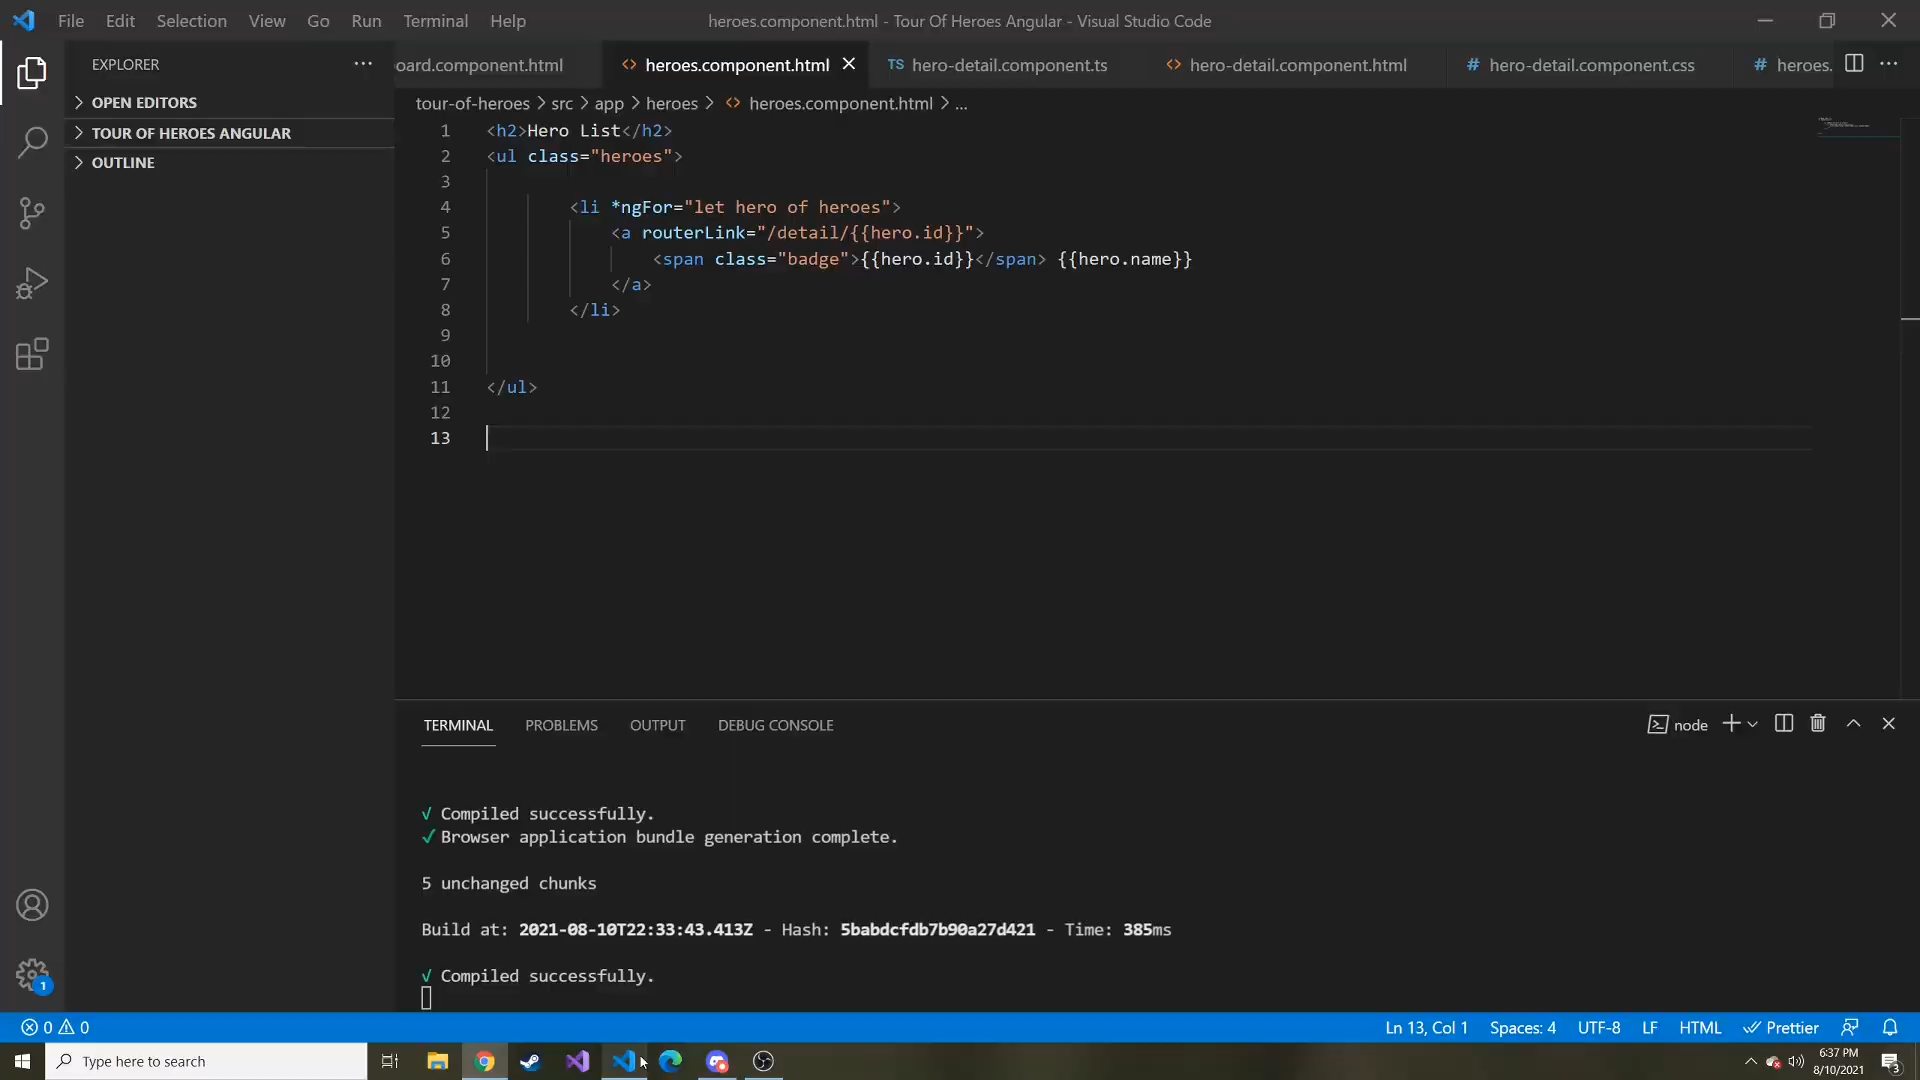 File Edit Selection View Go Run Terminal Help
heroes.component.html - Tour Of Heroes Angular - Visual Studio Code
EXPLORER
OPEN EDITORS
TOUR OF HEROES ANGULAR
OUTLINE
oard.component.html
<> heroes.component.html
TS hero-detail.component.ts
<> hero-detail.component.html
# hero-detail.component.css
# heroes.
tour-of-heroes > src > app > heroes > <> heroes.component.html > ...
1 <h2>Hero List</h2>
2 <ul class="heroes">
3
4 <li *ngFor="let hero of heroes">
5 <a routerLink="/detail/{{hero.id}}">
6 <span class="badge">{{hero.id}}</span> {{hero.name}}
7 </a>
8 </li>
9
10
11 </ul>
12
13
TERMINAL PROBLEMS OUTPUT DEBUG CONSOLE
node
√ Compiled successfully.
✓ Browser application bundle generation complete.
5 unchanged chunks
Build at: 2021-08-10T22:33:43.413Z - Hash: 5babdcfdb7b90a27d421 - Time: 385ms
√ Compiled successfully.
1
0 0
Ln 13, Col 1 Spaces: 4 UTF-8 LF HTML Prettier
Type here to search
6:37 PM
8/10/2021
3